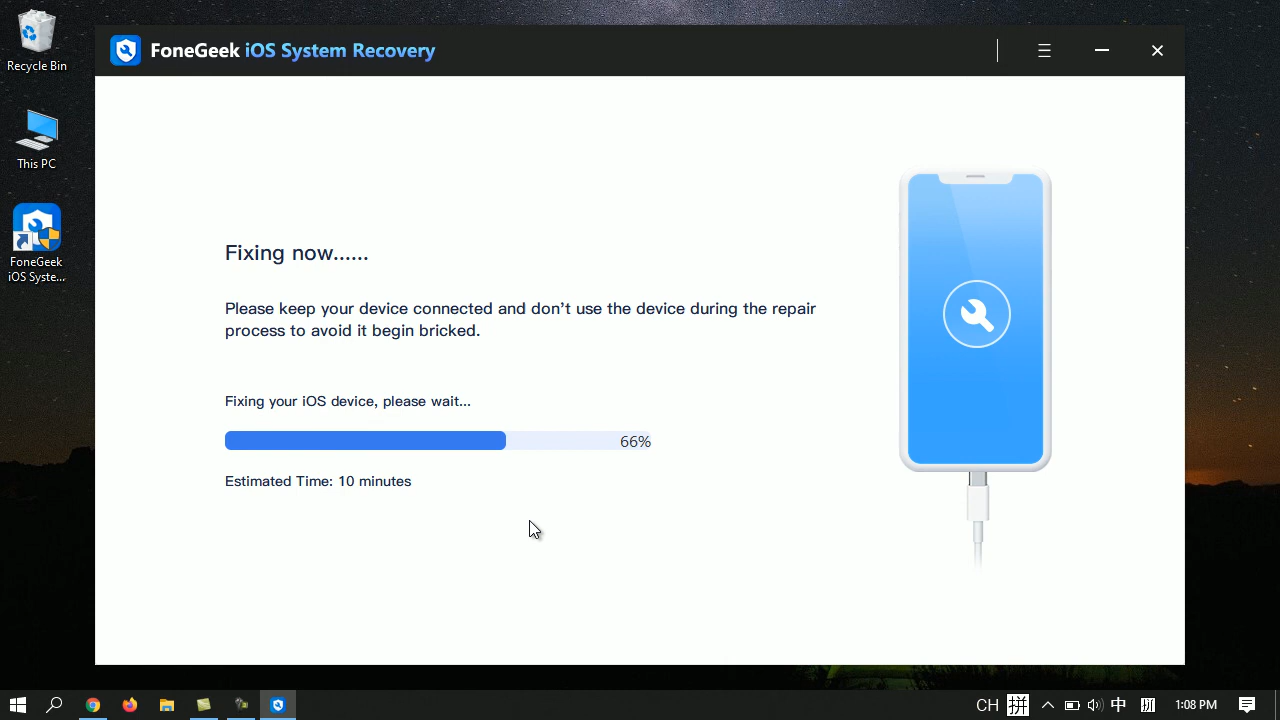 Recycle Bin
This PC
FoneGeek
iOS Syste...
FoneGeek iOS System Recovery
Fixing now......
Please keep your device connected and don't use the device during the repair
process to avoid it begin bricked.
Fixing your iOS device, please wait...
66%
Estimated Time: 10 minutes
CH 拼 中 拼 1:08 PM